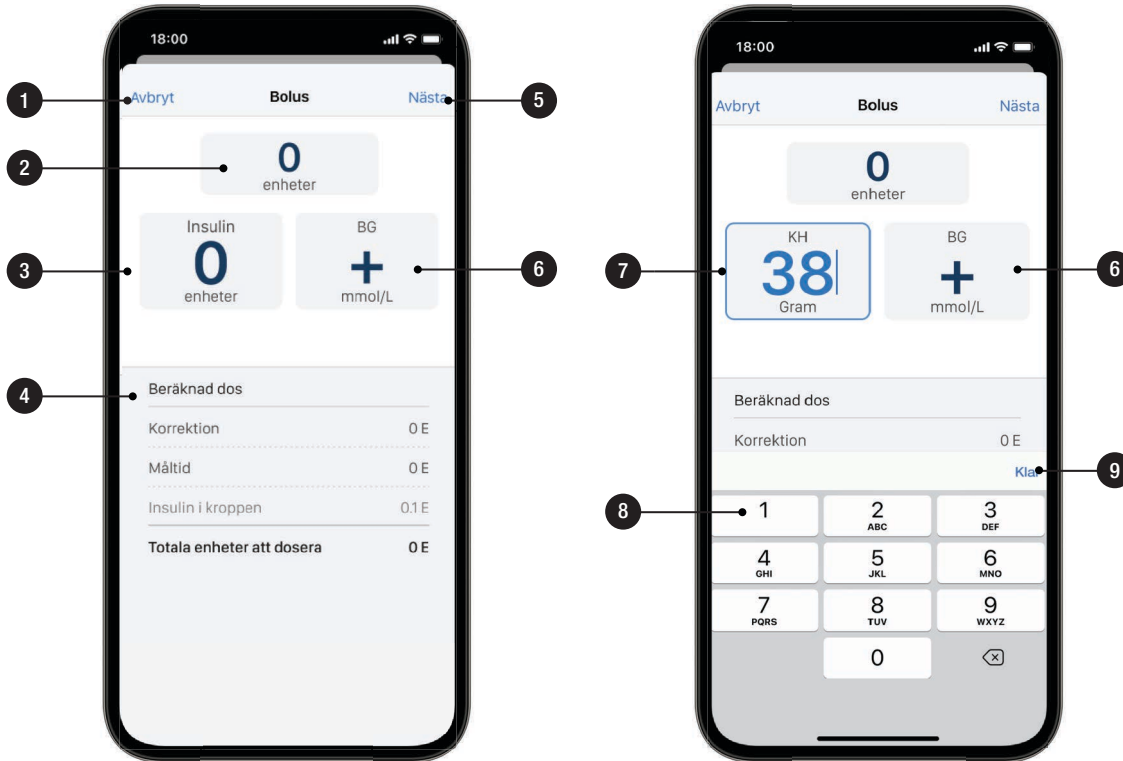 18:00
Avbryt Bolus Nästa
1
5
0
enheter
2
Insulin BG
0 +
enheter mmol/L
3
6
Beräknad dos
4
Korrektion 0 E
Måltid 0 E
Insulin i kroppen 0.1 E
Totala enheter att dosera 0 E
18:00
Avbryt Bolus Nästa
0
enheter
KH BG
38 +
Gram mmol/L
7
6
Beräknad dos
Korrektion 0 E
Klar
9
8
1 2 3
ABC DEF
4 5 6
GHI JKL MNO
7 8 9
PQRS TUV WXYZ
0